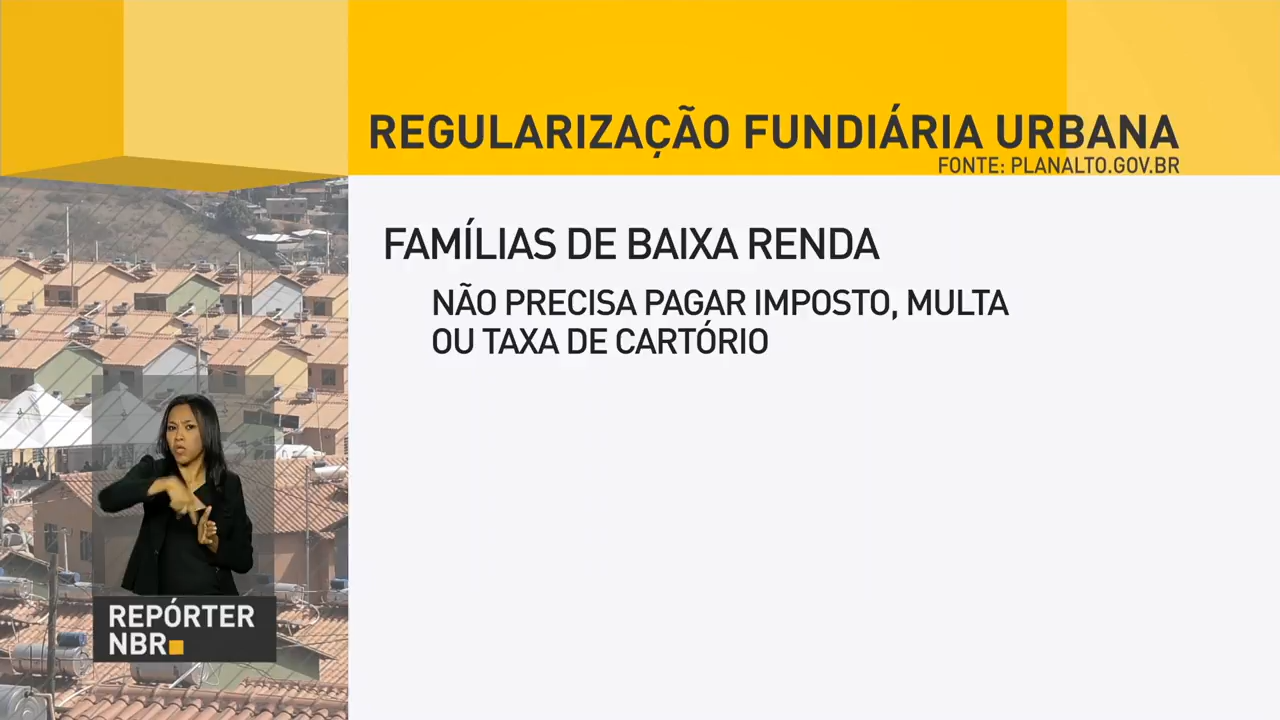 REGULARIZAÇÃO FUNDIÁRIA URBANA
FONTE: PLANALTO.GOV.BR
FAMÍLIAS DE BAIXA RENDA
NÃO PRECISA PAGAR IMPOSTO, MULTA
OU TAXA DE CARTÓRIO
REPÓRTER
NBR